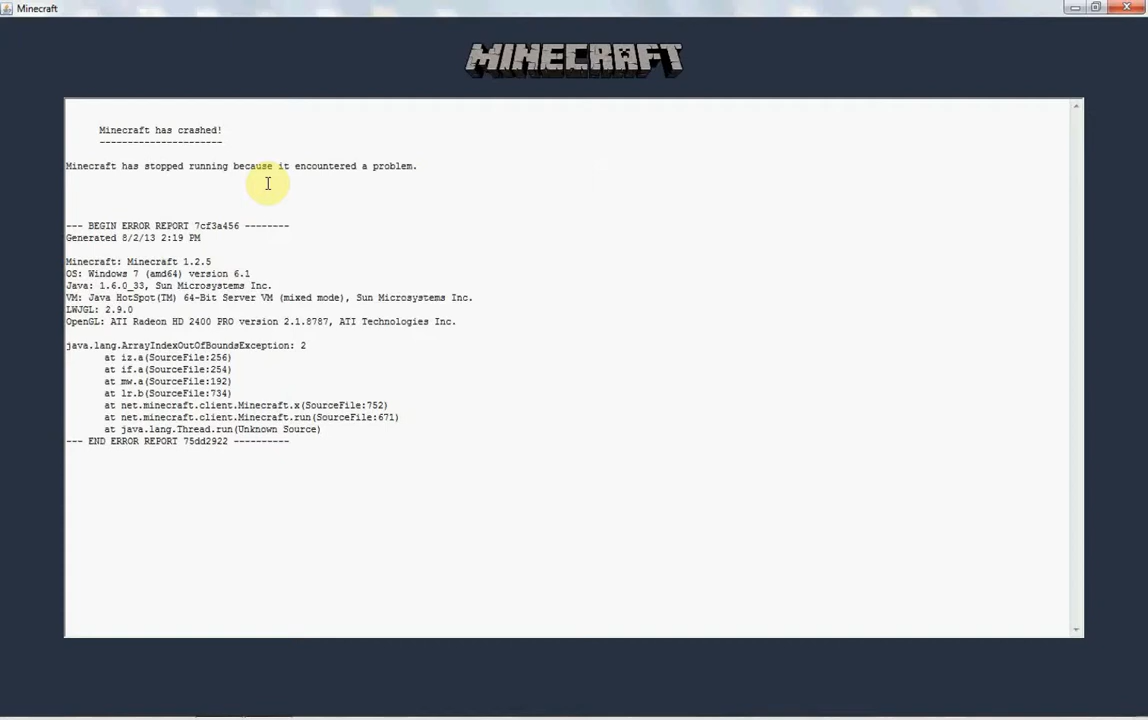 Minecraft
MINECRAFT
Minecraft has crashed!
----------------------
Minecraft has stopped running because it encountered a problem.
--- BEGIN ERROR REPORT 7cf3a456 --------
Generated 8/2/13 2:19 PM
Minecraft: Minecraft 1.2.5
OS: Windows 7 (amd64) version 6.1
Java: 1.6.0_33, Sun Microsystems Inc.
VM: Java HotSpot(TM) 64-Bit Server VM (mixed mode), Sun Microsystems Inc.
LWJGL: 2.9.0
OpenGL: ATI Radeon HD 2400 PRO version 2.1.8787, ATI Technologies Inc.
java.lang.ArrayIndexOutOfBoundsException: 2
at iz.a(SourceFile:256)
at if.a(SourceFile:254)
at mw.a(SourceFile:192)
at lr.b(SourceFile:734)
at net.minecraft.client.Minecraft.x(SourceFile:752)
at net.minecraft.client.Minecraft.run(SourceFile:671)
at java.lang.Thread.run(Unknown Source)
--- END ERROR REPORT 75dd2922 ----------